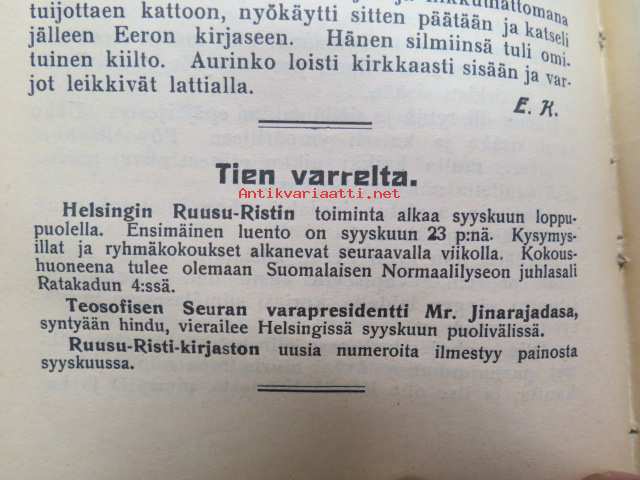 tuijottaen kattoon, nyökäytti sitten päätään ja katseli
jälleen Eeron kirjaseen. Hänen silmiinsä tuli omi-
tuinen kiilto. Aurinko loisti kirkkaasti sisään ja var-
jot leikkivät lattialla.
E. K.
Tien varrelta.
Antikvariaatti.net
Helsingin Ruusu-Ristin toiminta alkaa syyskuun loppu-
puolella. Ensimäinen luento on syyskuun 23 p:nä. Kysymys-
illat ja ryhmäkokoukset alkanevat seuraavalla viikolla. Kokous-
huoneena tulee olemaan Suomalaisen Normaalilyseon juhlasali
Ratakadun 4:ssä.
Teosofisen Seuran varapresidentti Mr. Jinarajadasa,
syntyään hindu, vierailee Helsingissä syyskuun puolivälissä.
Ruusu-Risti-kirjaston uusia numeroita ilmestyy painosta
syyskuussa.